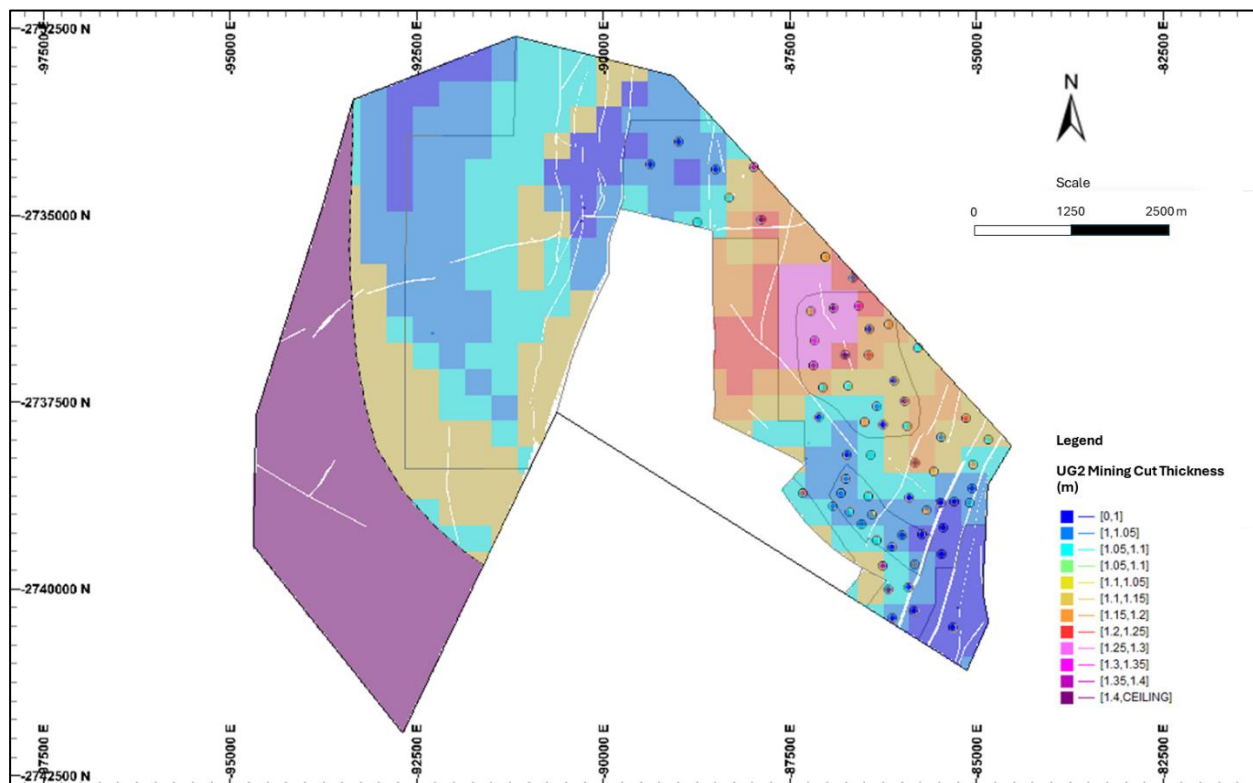 -97500 E
-95000 E
-92500 E
-90000 E
-87500 E
-85000 E
-82500 E
-2732500 N
N
Scale
0 1250 2500 m
-2735000 N
-2737500 N
Legend
UG2 Mining Cut Thickness
(m)
[0,1]
[1,1.05]
[1.05,1.1]
[1.05,1.1]
[1.1,1.05]
[1.1,1.15]
[1.15,1.2]
[1.2,1.25]
[1.25,1.3]
[1.3,1.35]
[1.35,1.4]
[1.4,CEILING]
-2740000 N
-2742500 N
-97500 E
-95000 E
-92500 E
-90000 E
-87500 E
-85000 E
-82500 E